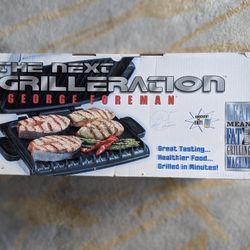 THE NEXT
GRILLERATION
GEORGE FOREMAN
Great Tasting...
Healthier Food...
Grilled in Minutes!
MEAN
FAT
GRILLING
MACHINE